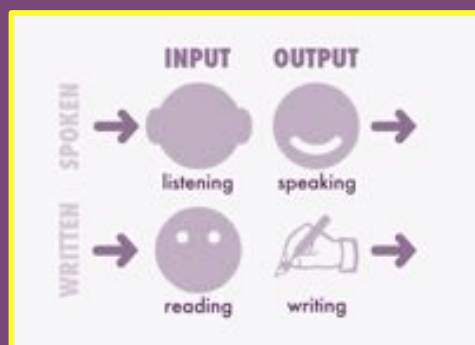 INPUT OUTPUT
SPOKEN
listening speaking
WRITTEN
reading writing